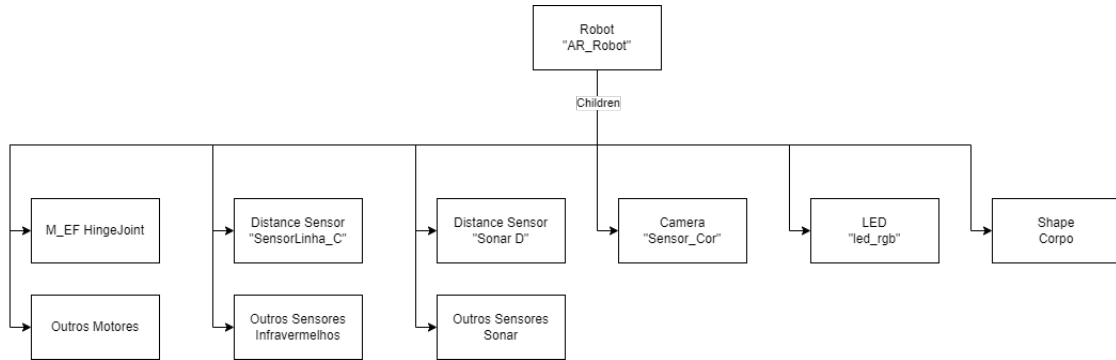 Robot
"AR_Robot"
Children
M_EF HingeJoint
Distance Sensor
"SensorLinha_C"
Distance Sensor
"Sonar D"
Camera
"Sensor_Cor"
LED
"led_rgb"
Shape
Corpo
Outros Motores
Outros Sensores
Infravermelhos
Outros Sensores
Sonar